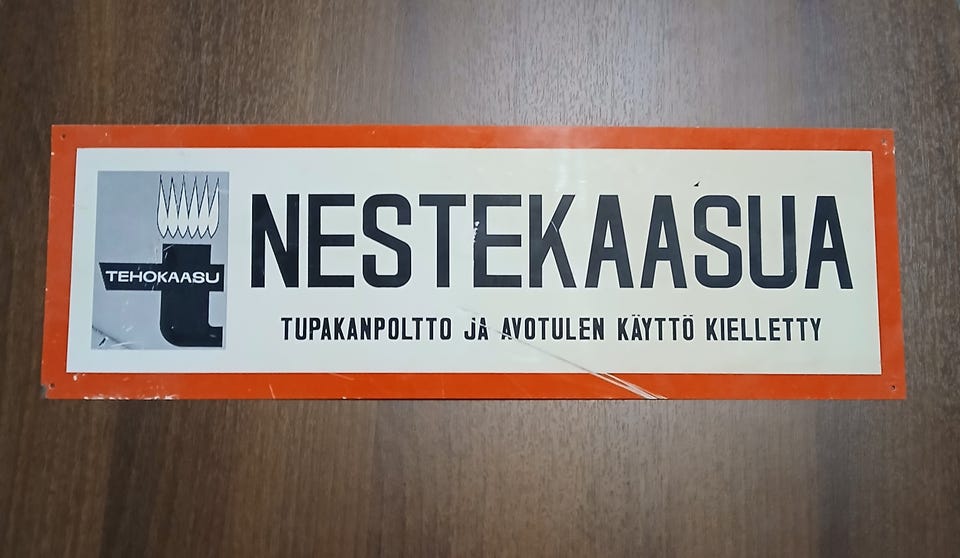 TEHOKAASU
NESTEKAASUA
TUPAKANPOLTTO JA AVOTULEN KÄYTTÖ KIELLETTY